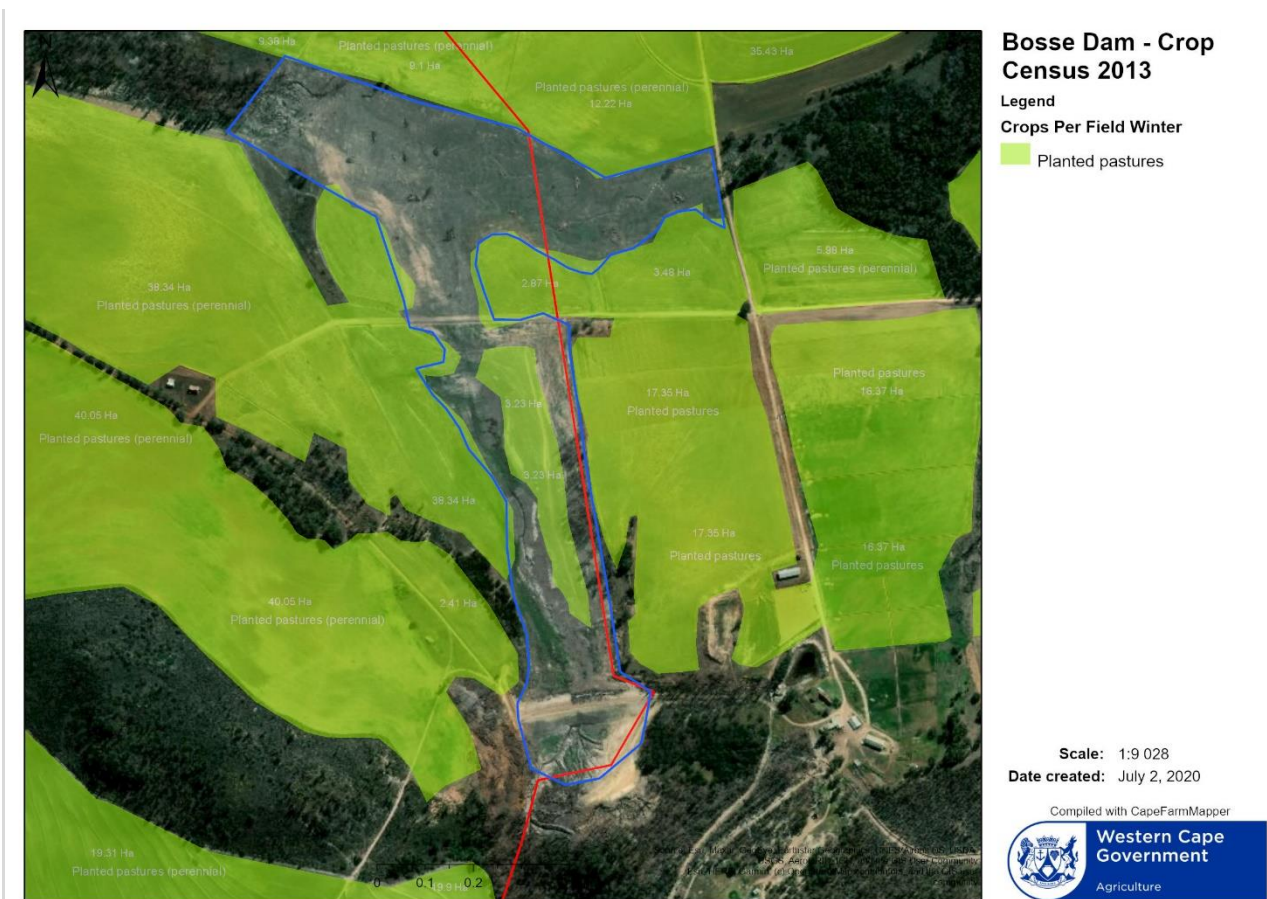 Bosse Dam - Crop
Census 2013
Legend
Crops Per Field Winter
Planted pastures
9.38 Ha
Planted pastures (perennial)
9.1 Ha
35.43 Ha
Planted pastures (perennial)
12.22 Ha
38.34 Ha
Planted pastures (perennial)
2.97 Ha
3.48 Ha
5.98 Ha
Planted pastures (perennial)
40.05 Ha
Planted pastures (perennial)
3.23 Ha
17.35 Ha
Planted pastures
Planted pastures
16.37 Ha
3.23 Ha
38.34 Ha
17.35 Ha
Planted pastures
16.37 Ha
Planted pastures
40.05 Ha
Planted pastures (perennial)
2.41 Ha
19.31 Ha
Planted pastures (perennial)
0 0.1 0.2
19.9 Ha
Scale: 1:9 028
Date created: July 2, 2020
Compiled with CapeFarmMapper
Western Cape
Government
Agriculture